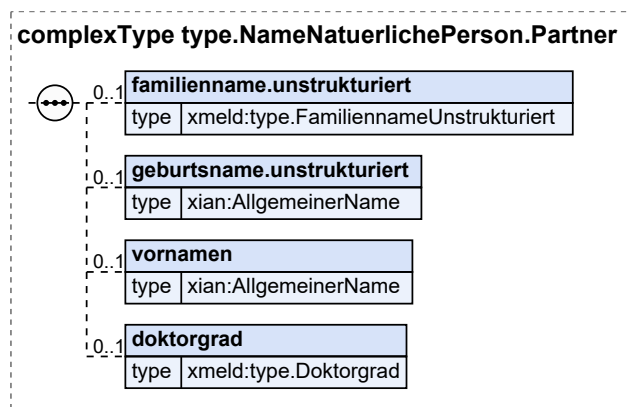 complexType type.NameNatuerlichePerson.Partner
0..1 familienname.unstrukturiert
type xmeld:type.FamiliennameUnstrukturiert
0..1 geburtsname.unstrukturiert
type xian:AllgemeinerName
0..1 vornamen
type xian:AllgemeinerName
0..1 doktorgrad
type xmeld:type.Doktorgrad